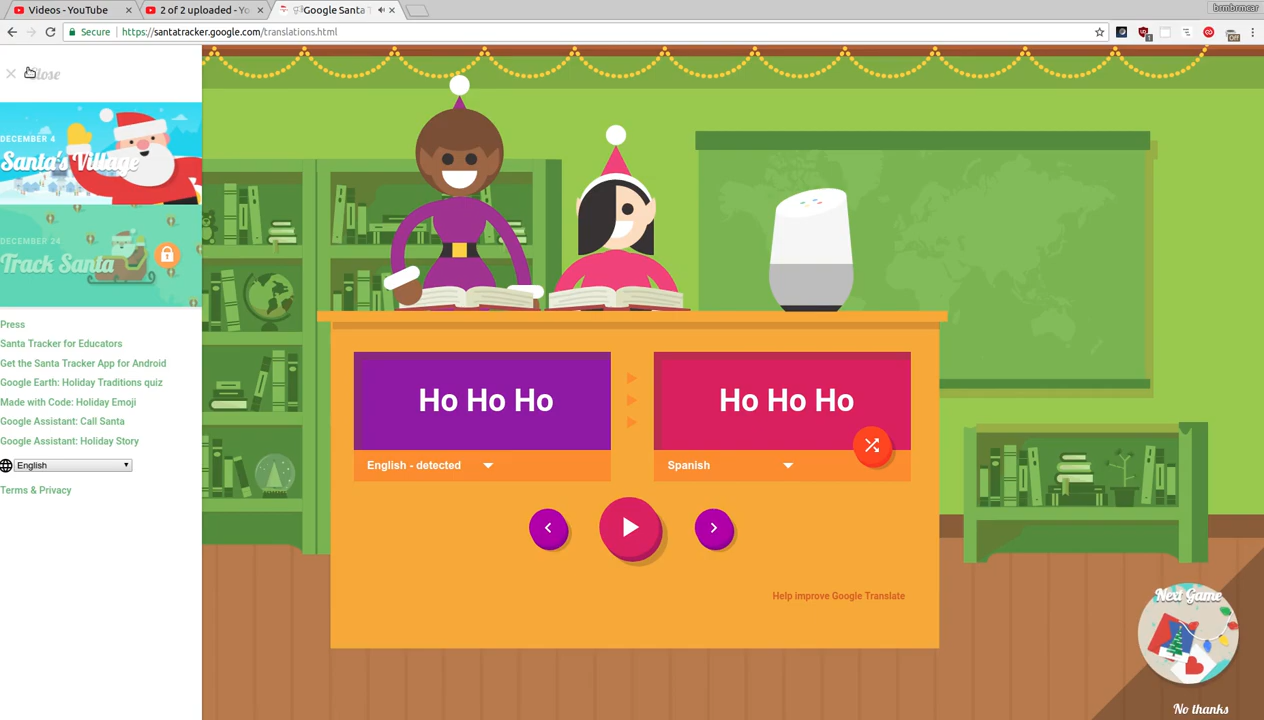 Videos - YouTube
2 of 2 uploaded - Yo
Google Santa T
bsmbsmcar
Secure
https://santatracker.google.com/translations.html
1
Off
Close
DECEMBER 4
Santa's Village
DECEMBER 24
Track Santa
Press
Santa Tracker for Educators
Get the Santa Tracker App for Android
Google Earth: Holiday Traditions quiz
Made with Code: Holiday Emoji
Google Assistant: Call Santa
Google Assistant: Holiday Story
English
Terms & Privacy
Ho Ho Ho
Ho Ho Ho
English - detected
Spanish
Help improve Google Translate
Next Game
No thanks